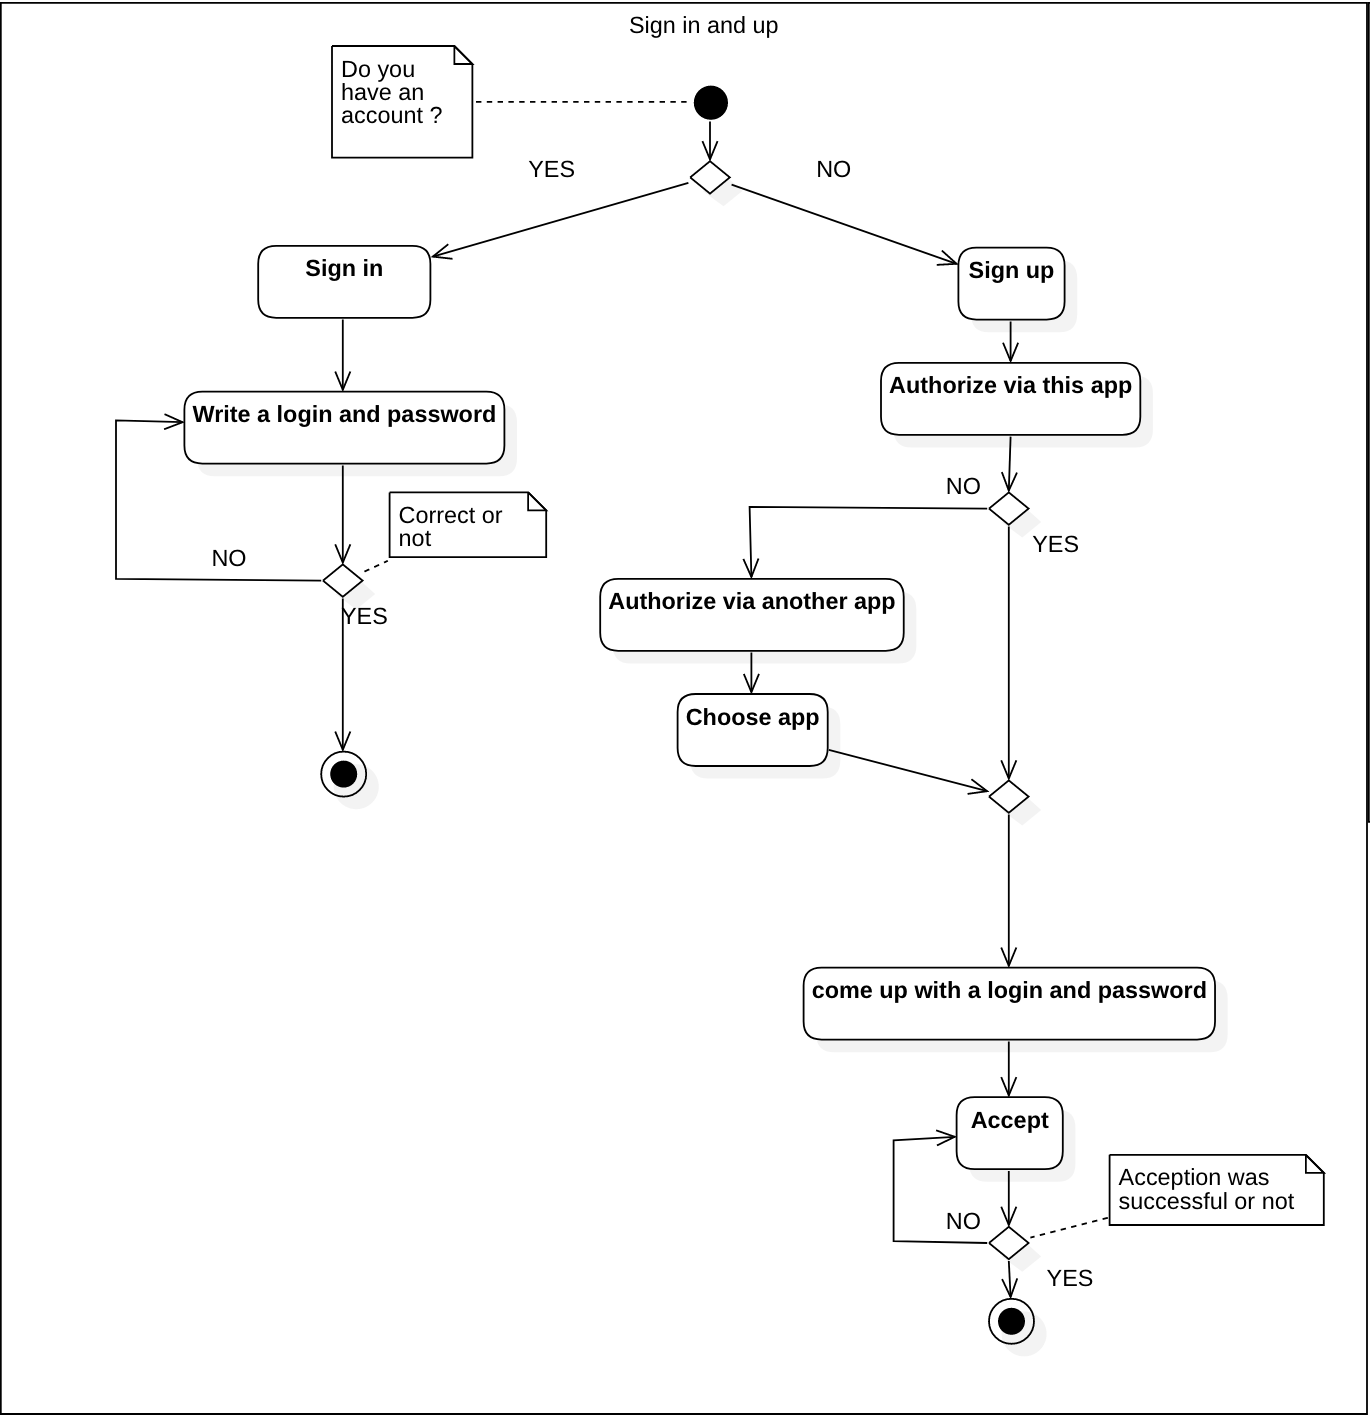 Sign in and up
Do you
have an
account ?
YES
NO
Sign in
Sign up
Authorize via this app
Write a login and password
NO
YES
Correct or
not
NO
YES
Authorize via another app
Choose app
come up with a login and password
Accept
Acception was
successful or not
NO
YES